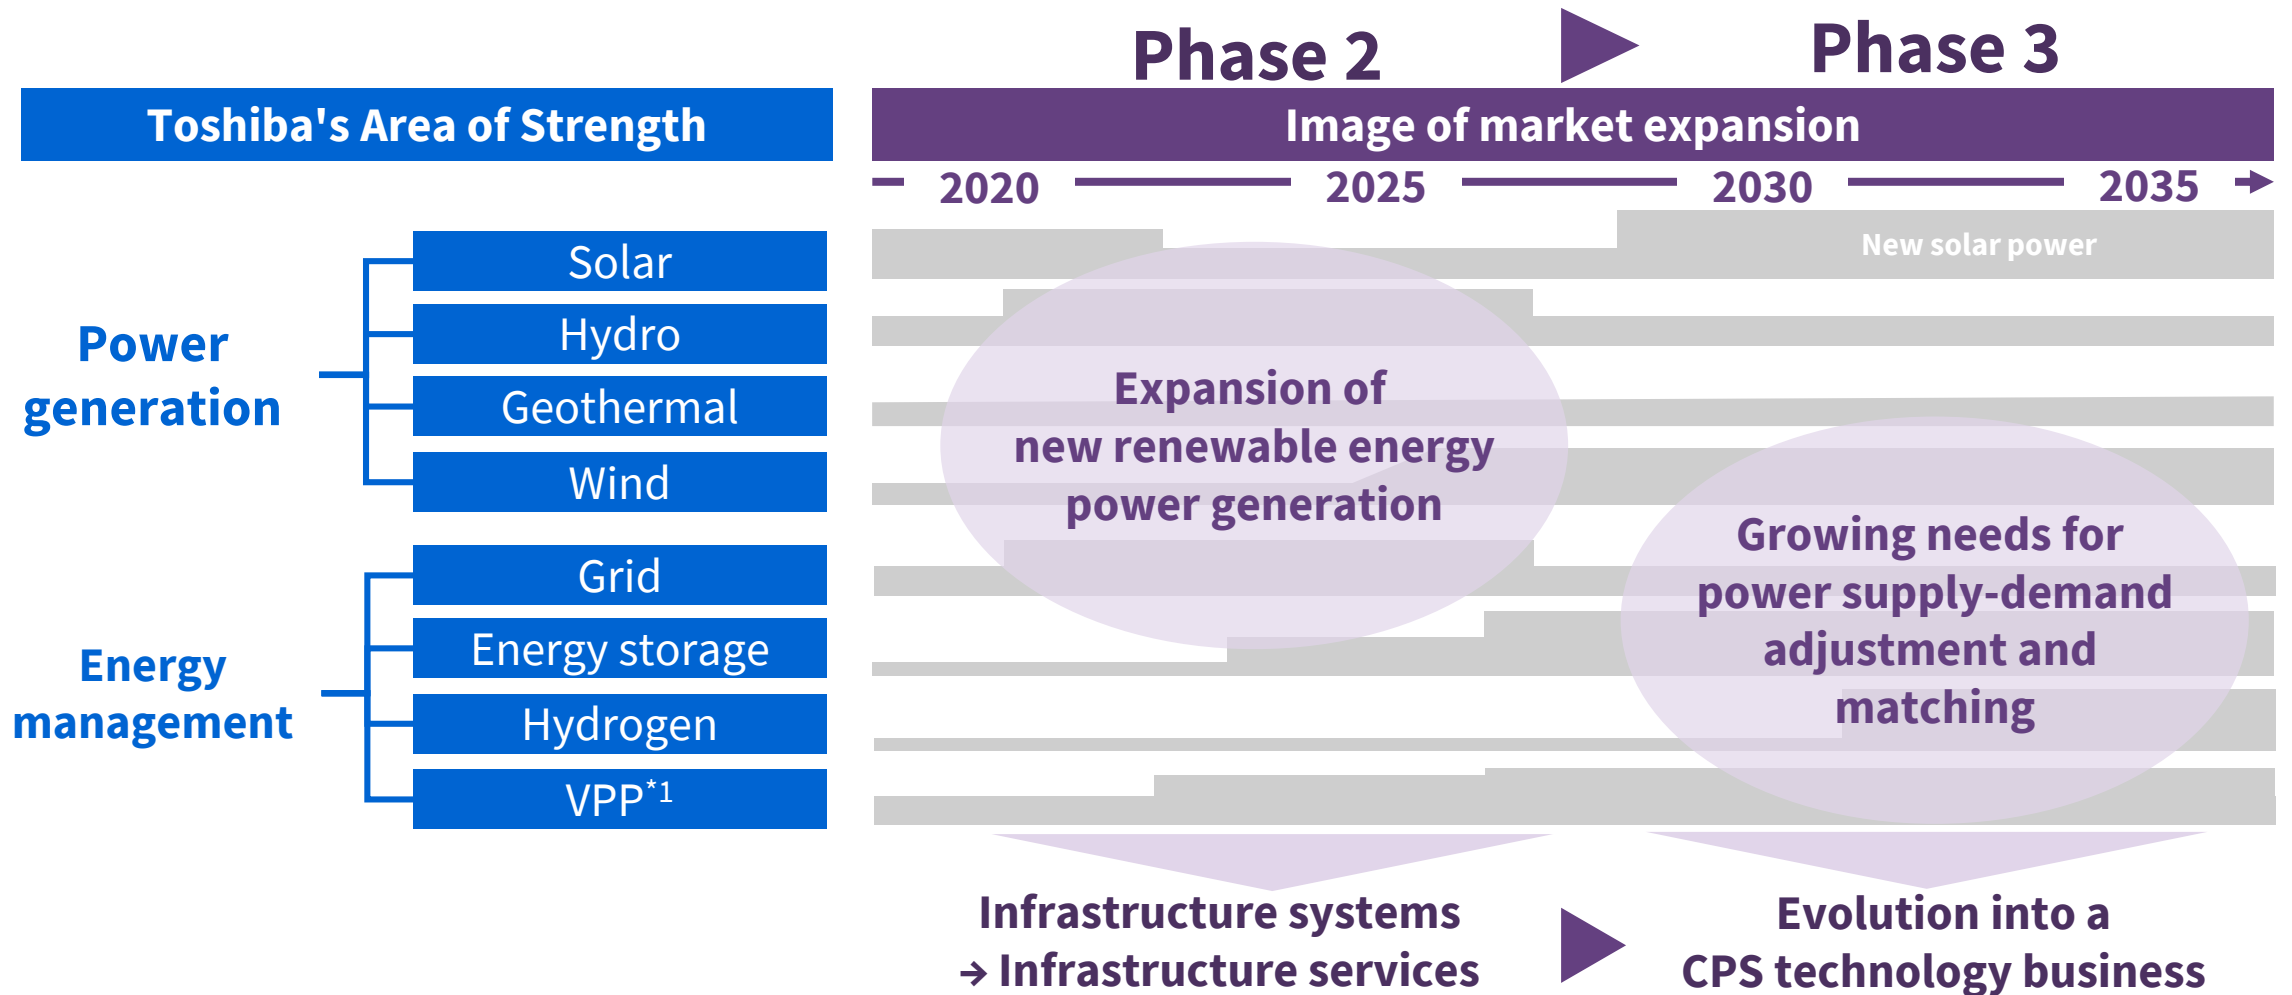 Phase 2
Phase 3
Toshiba's Area of Strength
Image of market expansion
2020
2025
2030
2035
Power
generation
Solar
Hydro
Geothermal
Wind
Energy
management
Grid
Energy storage
Hydrogen
VPP*1
New solar power
Expansion of
new renewable energy
power generation
Growing needs for
power supply-demand
adjustment and
matching
Infrastructure systems
→ Infrastructure services
Evolution into a
CPS technology business